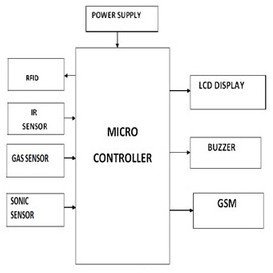 POWER SUPPLY
RFID
IR
SENSOR
GAS SENSOR
SONIC
SENSOR
MICRO
CONTROLLER
LCD DISPLAY
BUZZER
GSM